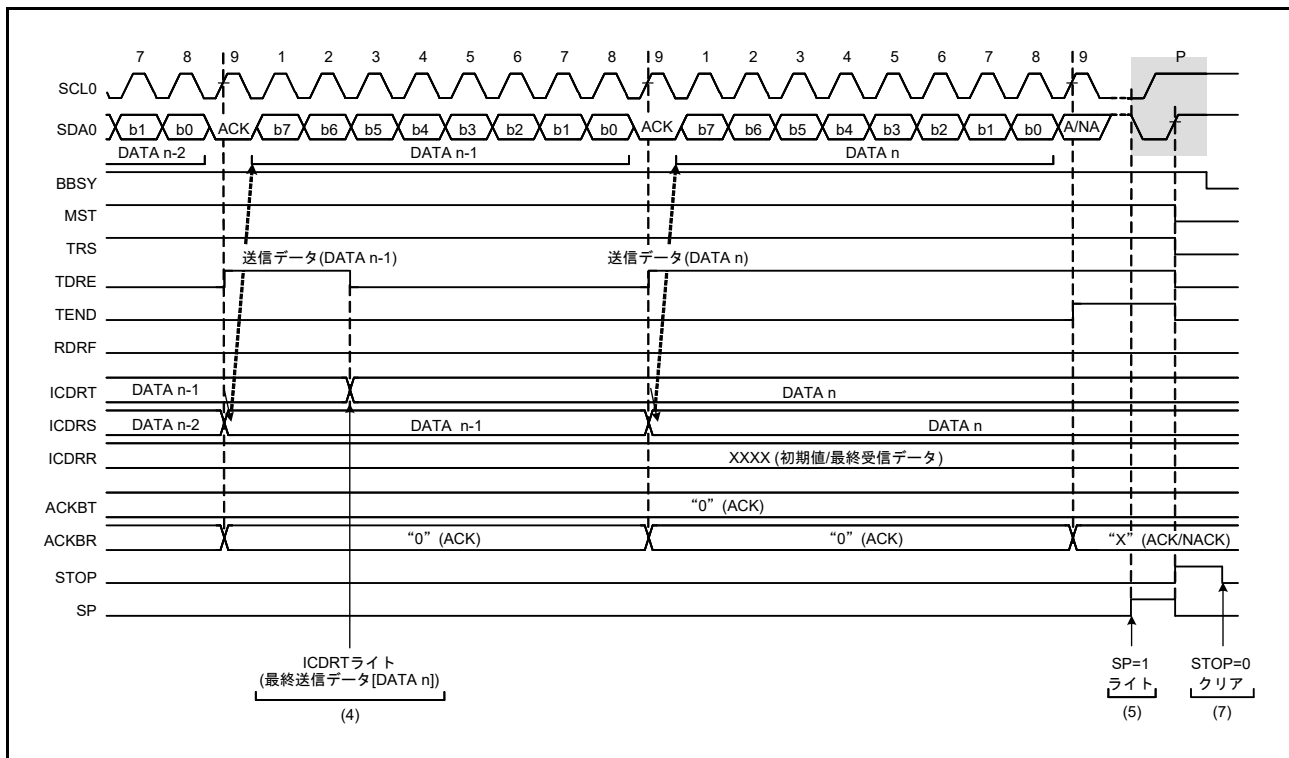 7 8 9 1 2 3 4 5 6 7 8 9 1 2 3 4 5 6 7 8 9 P
SCL0
SDA0 b1 b0 ACK b7 b6 b5 b4 b3 b2 b1 b0 ACK b7 b6 b5 b4 b3 b2 b1 b0 A/NA
DATA n-2 DATA n-1 DATA n
BBSY
MST
TRS
送信データ(DATA n-1) 送信データ(DATA n)
TDRE
TEND
RDRF
ICDRT DATA n-1 DATA n
ICDRS DATA n-2 DATA n-1 DATA n
ICDRR XXXX (初期値/最終受信データ)
ACKBT “0” (ACK)
ACKBR “0” (ACK) “0” (ACK) “X” (ACK/NACK)
STOP
SP
ICDRTライト
(最終送信データ[DATA n])
(4)
SP=1
ライト
(5)
STOP=0
クリア
(7)